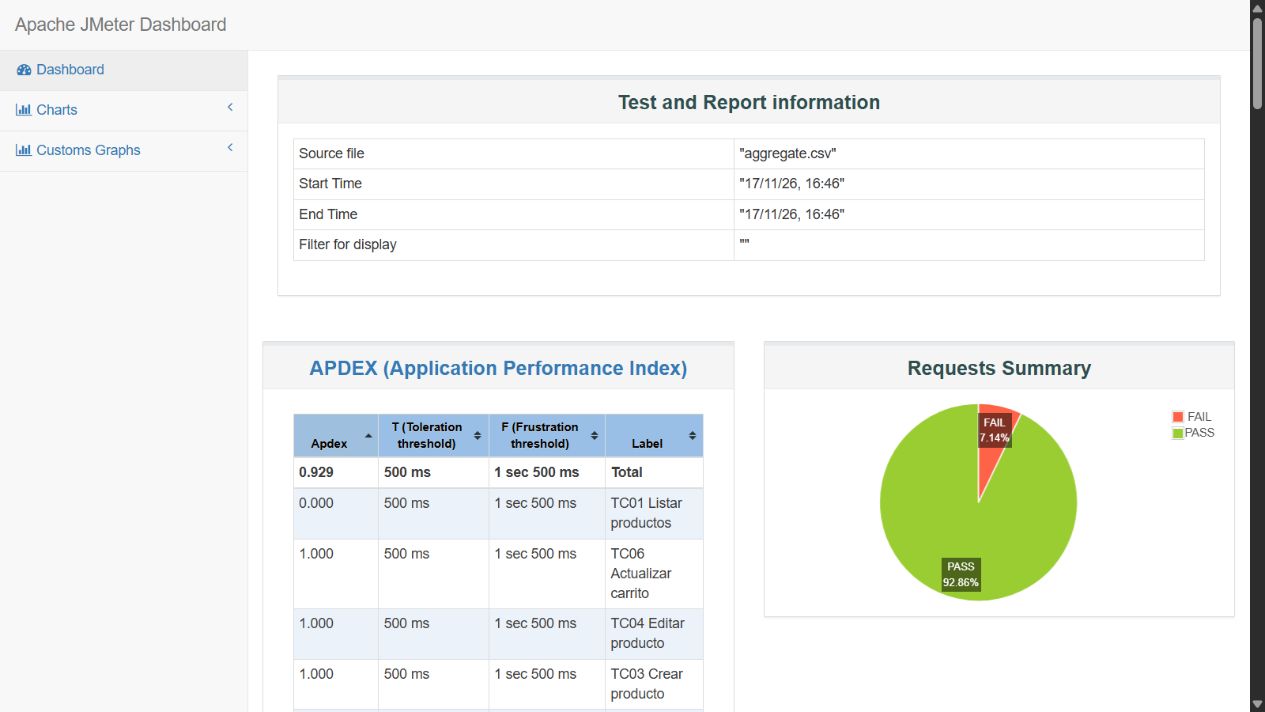 Apache JMeter Dashboard
Dashboard
Charts
Customs Graphs
Test and Report information
Source file "aggregate.csv"
Start Time "17/11/26, 16:46"
End Time "17/11/26, 16:46"
Filter for display ""
APDEX (Application Performance Index)
Apdex T (Toleration threshold) F (Frustration threshold) Label
0.929 500 ms 1 sec 500 ms Total
0.000 500 ms 1 sec 500 ms TC01 Listar
productos
1.000 500 ms 1 sec 500 ms TC06
Actualizar
carrito
1.000 500 ms 1 sec 500 ms TC04 Editar
producto
1.000 500 ms 1 sec 500 ms TC03 Crear
producto
Requests Summary
FAIL
7.14%
PASS
92.86%
FAIL
PASS